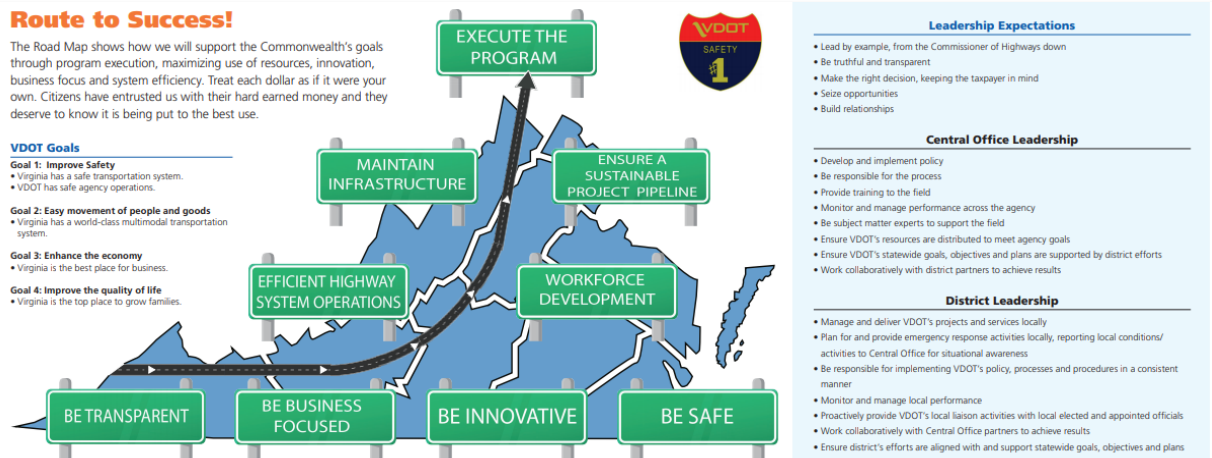 Route to Success!
The Road Map shows how we will support the Commonwealth's goals
through program execution, maximizing use of resources, innovation,
business focus and system efficiency. Treat each dollar as if it were your
own. Citizens have entrusted us with their hard earned money and they
deserve to know it is being put to the best use.
VDOT Goals
Goal 1: Improve Safety
• Virginia has a safe transportation system.
• VDOT has safe agency operations.
Goal 2: Easy movement of people and goods
• Virginia has a world-class multimodal transportation
system.
Goal 3: Enhance the economy
• Virginia is the best place for business.
Goal 4: Improve the quality of life
• Virginia is the top place to grow families.
EXECUTE THE
PROGRAM
VDOT
SAFETY
1
MAINTAIN
INFRASTRUCTURE
ENSURE A
SUSTAINABLE
PROJECT PIPELINE
EFFICIENT HIGHWAY
SYSTEM OPERATIONS
WORKFORCE
DEVELOPMENT
BE TRANSPARENT
BE BUSINESS
FOCUSED
BE INNOVATIVE
BE SAFE
Leadership Expectations
• Lead by example, from the Commissioner of Highways down
• Be truthful and transparent
• Make the right decision, keeping the taxpayer in mind
• Seize opportunities
• Build relationships
Central Office Leadership
• Develop and implement policy
• Be responsible for the process
• Provide training to the field
• Monitor and manage performance across the agency
• Be subject matter experts to support the field
• Ensure VDOT's resources are distributed to meet agency goals
• Ensure VDOT's statewide goals, objectives and plans are supported by district efforts
• Work collaboratively with district partners to achieve results
District Leadership
• Manage and deliver VDOT's projects and services locally
• Plan for and provide emergency response activities locally, reporting local conditions/
activities to Central Office for situational awareness
• Be responsible for implementing VDOT's policy, processes and procedures in a consistent
manner
• Monitor and manage local performance
• Proactively provide VDOT's local liaison activities with local elected and appointed officials
• Work collaboratively with Central Office partners to achieve results
• Ensure district's efforts are aligned with and support statewide goals, objectives and plans